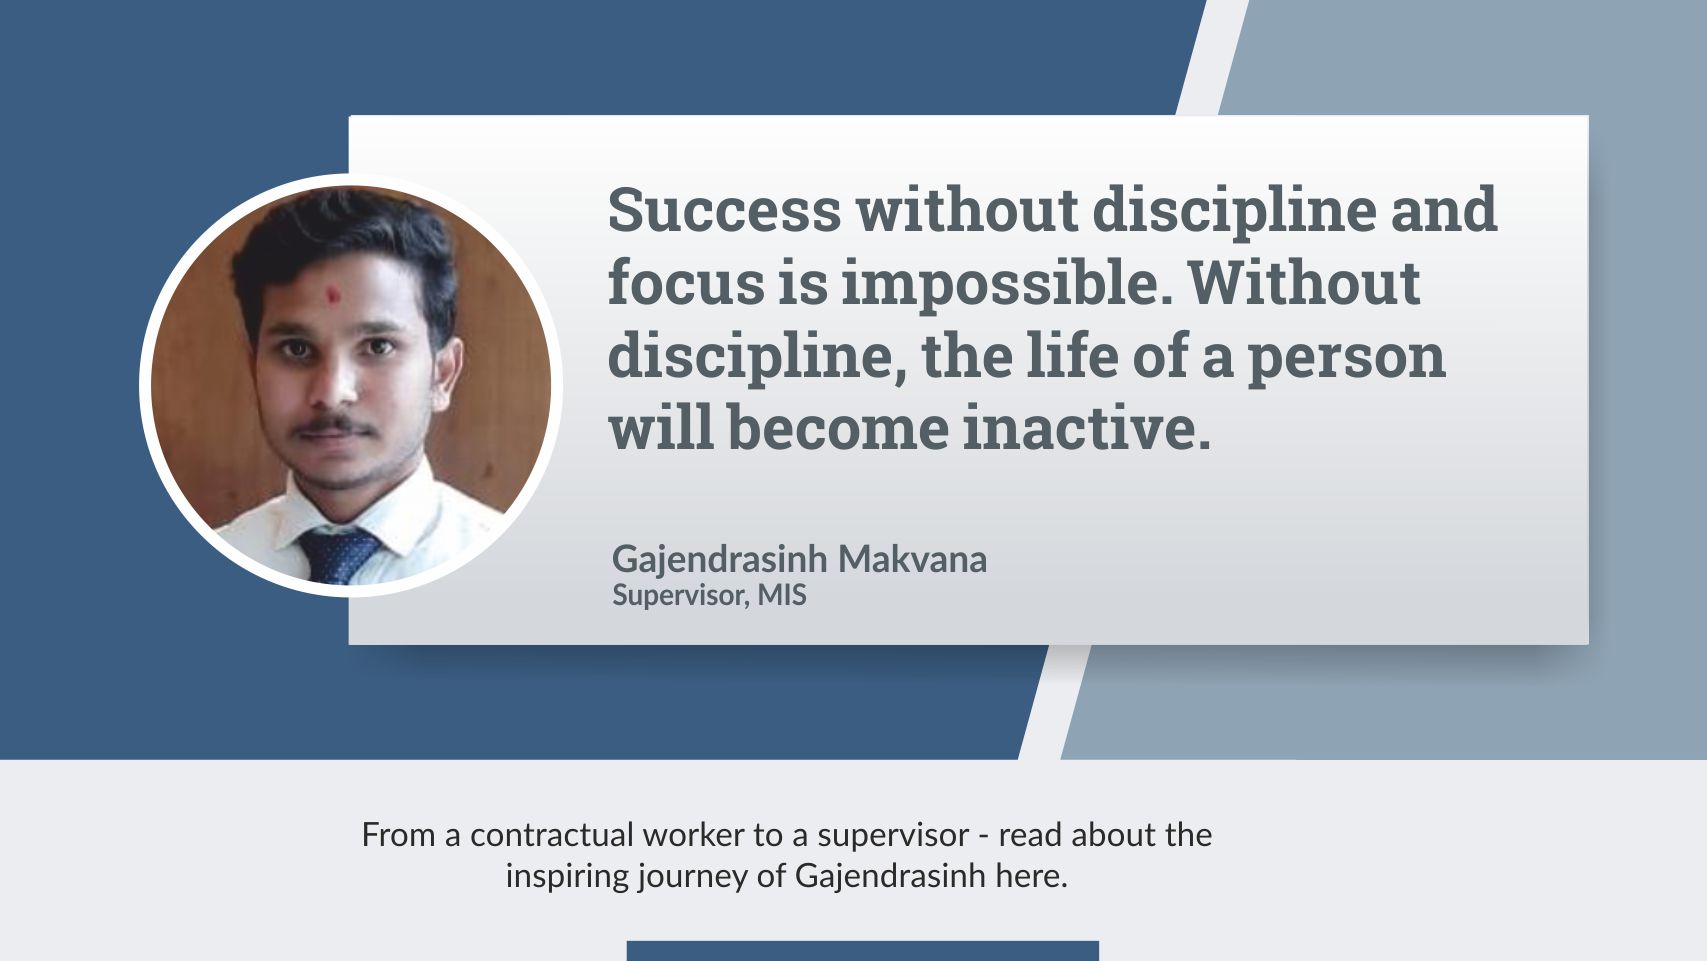 Success without discipline and
focus is impossible. Without
discipline, the life of a person
will become inactive.
Gajendrasinh Makvana
Supervisor, MIS
From a contractual worker to a supervisor - read about the
inspiring journey of Gajendrasinh here.